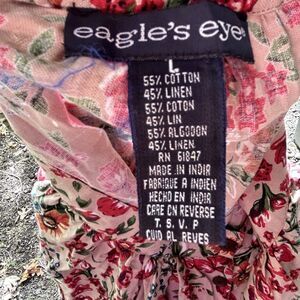 eagle's eye
L
55% COTTON
45% LINEN
55% COTON
45% LIN
55% ALGODON
45% LINEN
RN 61847
MADE IN INDIA
FABRIQUE A INDIEN
HECHO EN INDIR
CARE ON REVERSE
T. S. V. P
CUID AL REVES